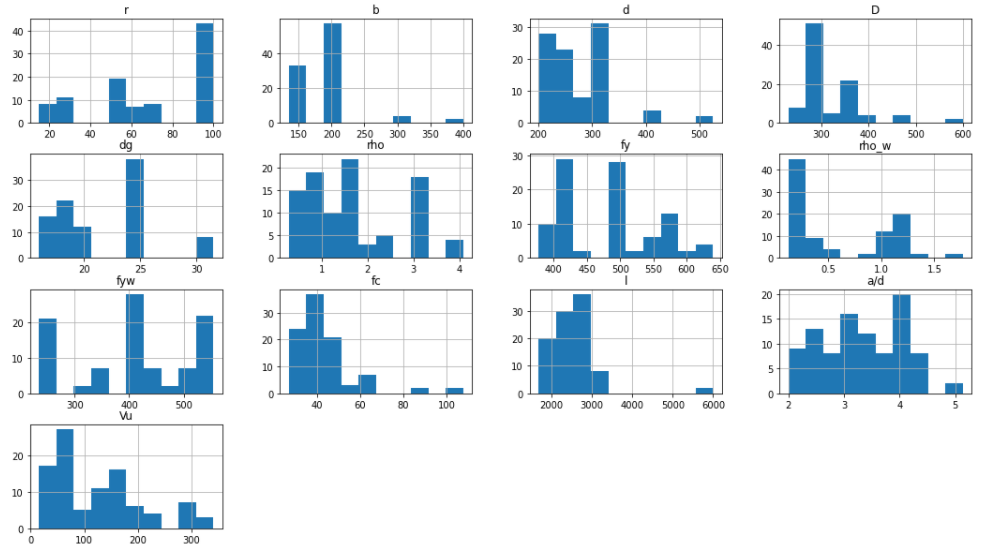 r b d D
40 30 20 10 0
20 40 60 80 100
40 20 0
150 200 250 300 350 400
30 20 10 0
200 300 400 500
40 20 0
300 400 500 600
dg rho fy rho_w
30 20 10 0
20 25 30
20 15 10 5 0
1 2 3 4
30 20 10 0
400 450 500 550 600 650
40 30 20 10 0
0.5 1.0 1.5
fyw fc l a/d
20 10 0
300 400 500
30 20 10 0
40 60 80 100
30 20 10 0
2000 3000 4000 5000 6000
20 15 10 5 0
2 3 4 5
Vu
20 10 0
0 100 200 300